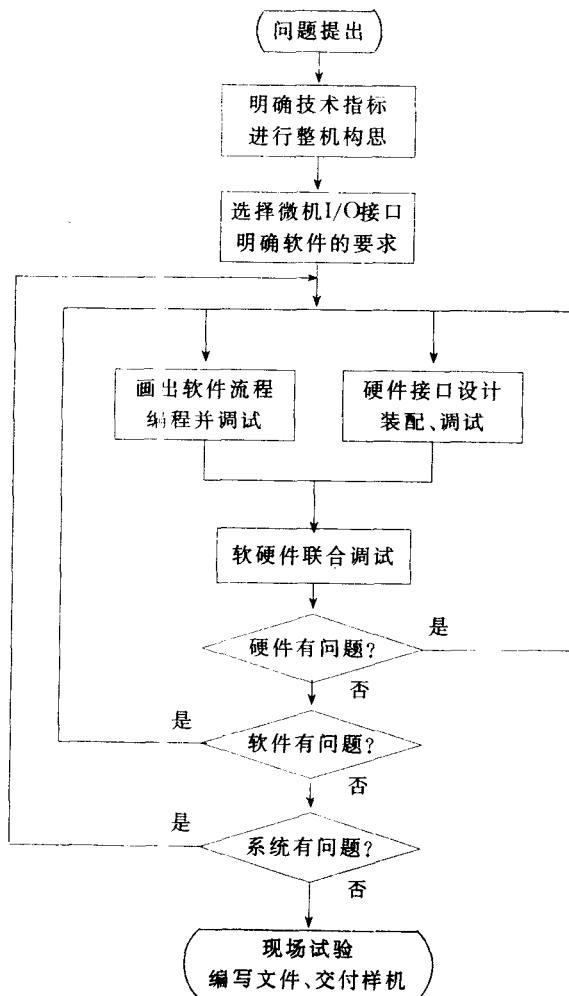 问题提出
明确技术指标
进行整机构思
选择微机I/O接口
明确软件的要求
画出软件流程
编程并调试
硬件接口设计
装配、调试
软硬件联合调试
硬件有问题?
是
否
软件有问题?
是
否
系统有问题?
是
否
现场试验
编写文件、交付样机